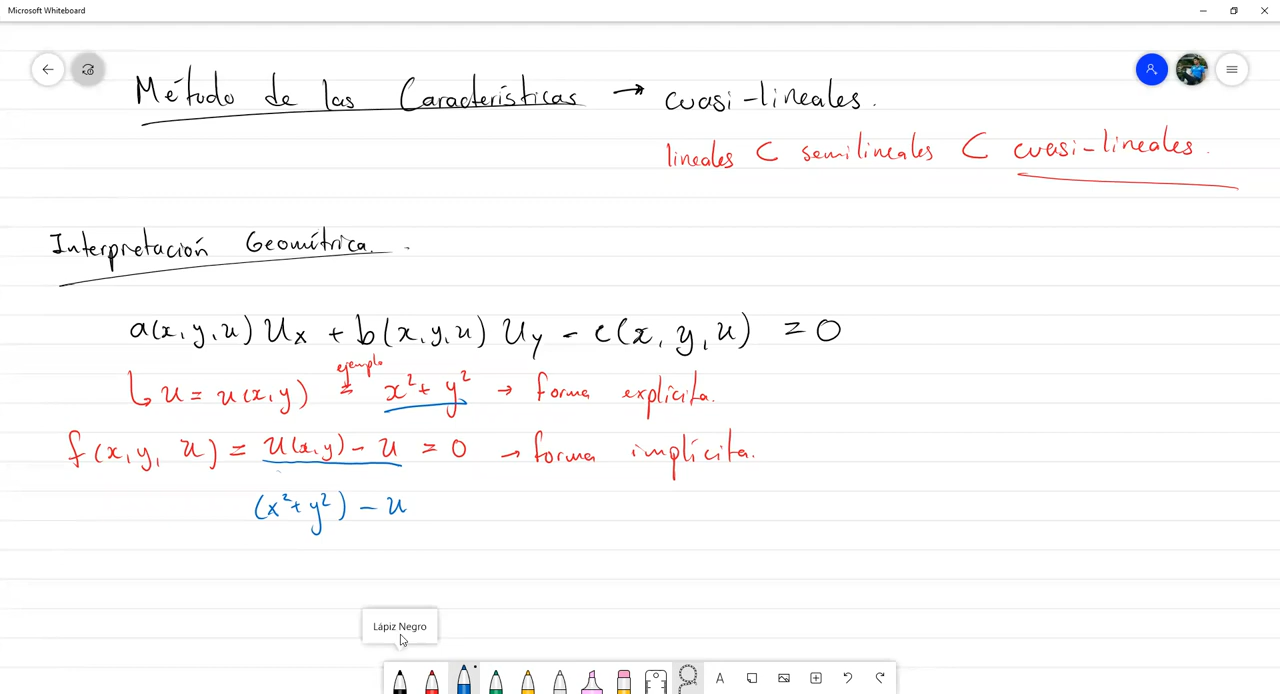 Microsoft Whiteboard
Método de las Características → cuasi-lineales.
lineales ⊂ semilineales ⊂ cuasi-lineales.
Interpretación Geométrica.
a(x,y,u) Ux + b(x,y,u) Uy - c(x,y,u) = 0
ejemplo
↳ u = u(x,y) = x² + y² → forma explícita.
f(x,y, u) = u(x,y) - u = 0 → forma implícita.
(x² + y²) - u
Lápiz Negro
A